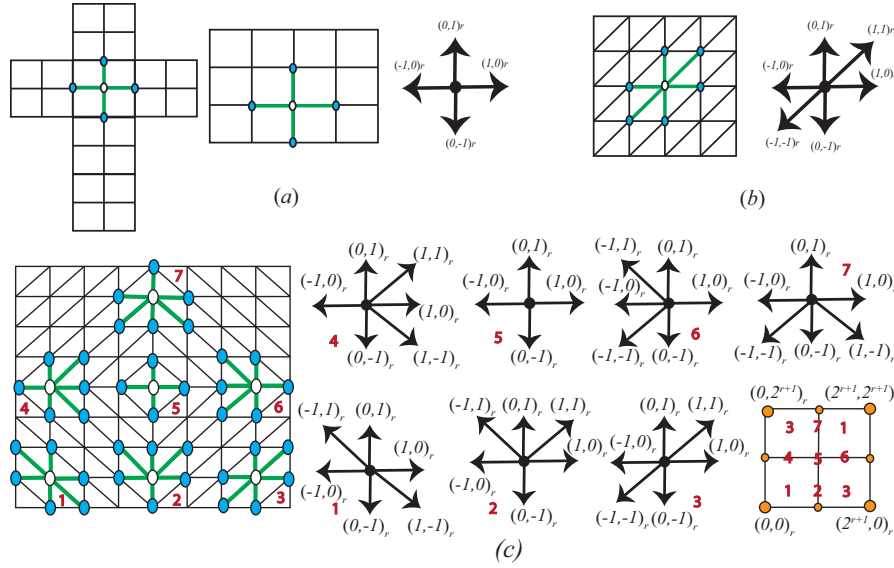 (0,1)r
(-1,0)r
(1,0)r
(0,-1)r
(a)
(0,1)r
(1,1)r
(-1,0)r
(1,0)
(-1,-1)r
(0,-1)r
(b)
7
4
5
6
1
2
3
(0,1)r
(1,1)r
(-1,0)r
(1,0)r
4
(0,-1)r
(1,-1)r
(0,1)r
(-1,0)r
(1,0)r
5
(0,-1)r
(-1,1)r
(0,1)r
(-1,0)r
(1,0)r
6
(-1,-1)r
(0,-1)r
(0,1)r
7
(-1,0)r
(1,0)
(-1,-1)r
(0,-1)r
(1,-1)r
(-1,1)r
(0,1)r
(1,0)r
(-1,0)r
1
(0,-1)r
(1,-1)r
(-1,1)r
(0,1)r
(1,1)r
(1,0)r
(-1,0)r
2
(0,-1)r
(0,1)r
(1,1)r
(-1,0)r
(1,0)r
3
(-1,-1)r
(0,-1)r
(0,2r+1)r
(2r+1,2r+1)
3
7
1
4
5
6
1
2
3
(0,0)r
(2r+1,0)r
(c)